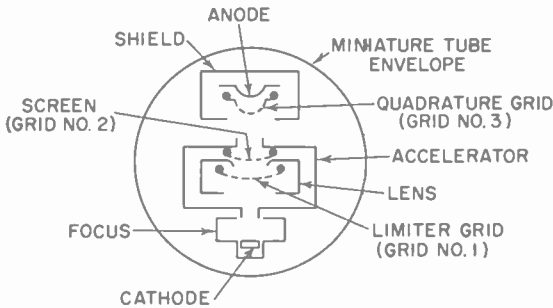 ANODE
SHIELD
MINIATURE TUBE
ENVELOPE
SCREEN
(GRID NO. 2)
QUADRATURE GRID
(GRID NO. 3)
ACCELERATOR
LENS
FOCUS
LIMITER GRID
(GRID NO. 1)
CATHODE